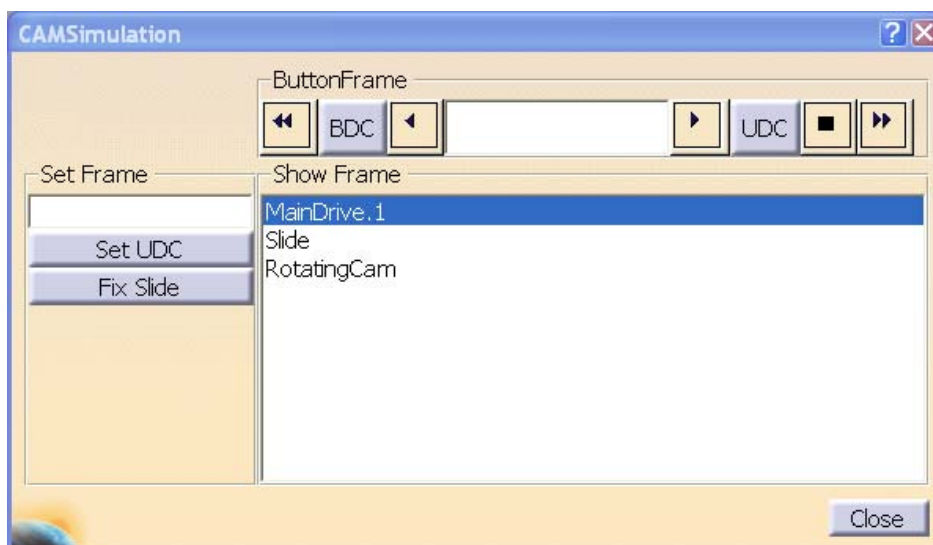 CAMSimulation
ButtonFrame
BDC
UDC
Set Frame
Show Frame
MainDrive.1
Set UDC
Slide
Fix Slide
RotatingCam
Close